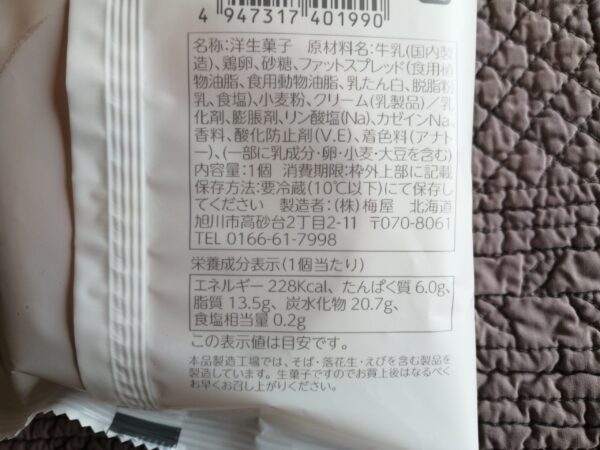 4 947317 401990
名称:洋生菓子 原材料名:牛乳(国内製
造)、鶏卵、砂糖、ファットスプレッド(食用植
物油脂、食用動物油脂、乳たん白、脱脂粉
乳、食塩)、小麦粉、クリーム(乳製品)/乳
化剤、膨脹剤、リン酸塩(Na)、カゼインNa、
香料、酸化防止剤(V.E)、着色料(アナト
ー)、(一部に乳成分・卵・小麦・大豆を含む)
内容量:1個 消費期限:枠外上部に記載
保存方法:要冷蔵(10℃以下)にて保存し
てください 製造者:(株)梅屋 北海道
旭川市高砂台2丁目2-11 〒070-8061
TEL 0166-61-7998
栄養成分表示(1個当たり)
エネルギー 228Kcal、たんぱく質 6.0g、
脂質 13.5g、炭水化物 20.7g、
食塩相当量 0.2g
この表示値は目安です。
本品製造工場では、そば・落花生・えびを含む製品を
製造しています。生菓子ですのでお買上後はなるべく
お早くお召し上がりください。